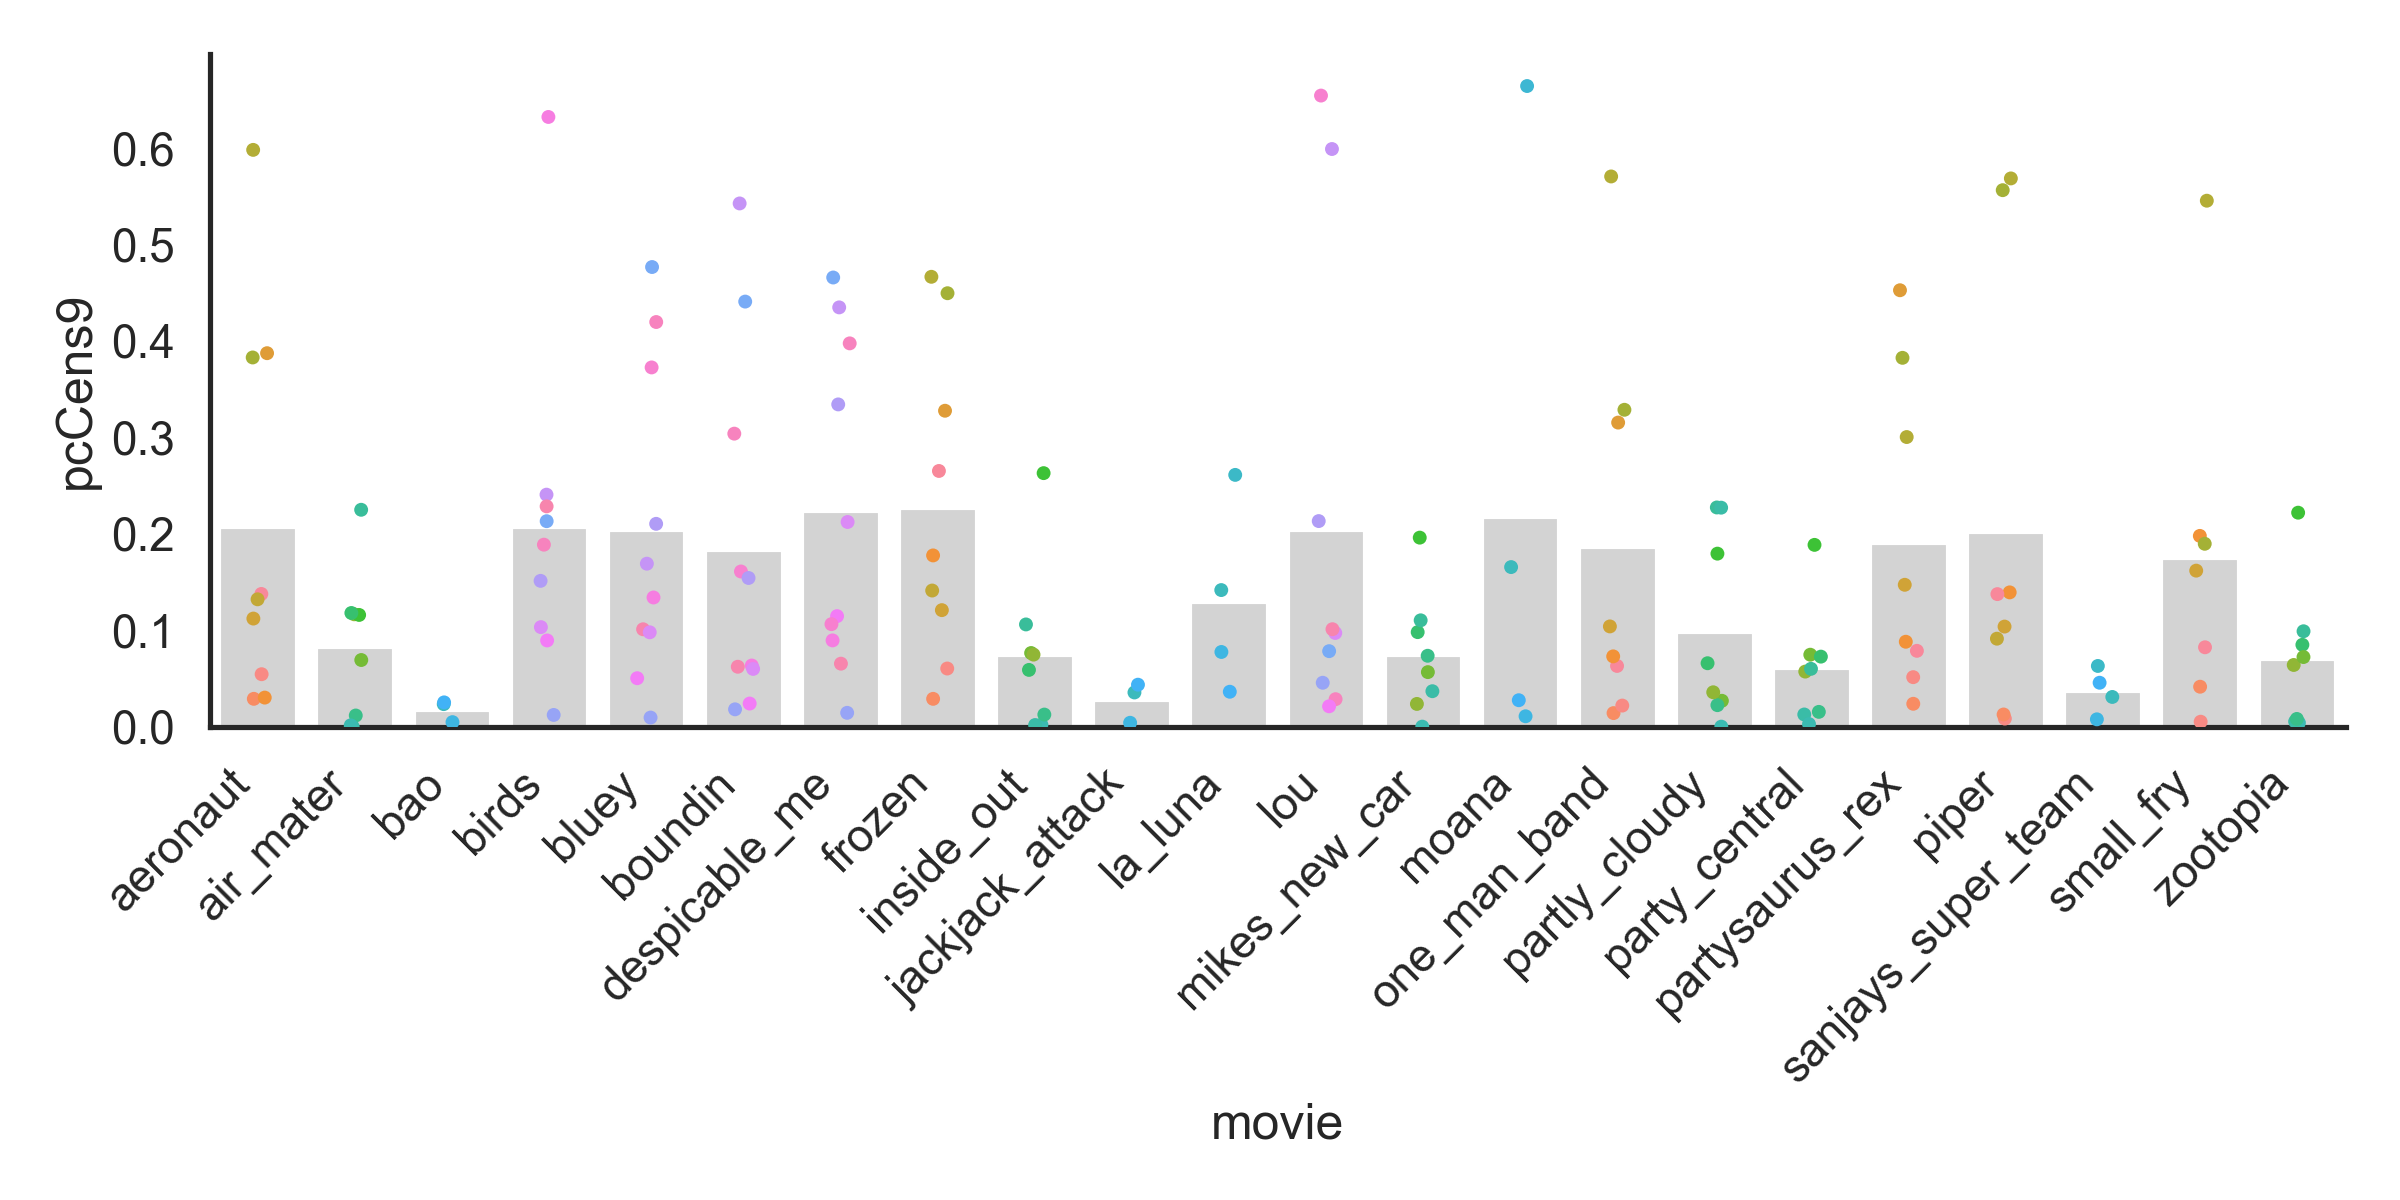 pcCens9
0.6
0.5
0.4
0.3
0.2
0.1
0.0
aeronaut
air_mater
bao
birds
bluey
boundin
despicable_me
frozen
inside_out
jackjack_attack
la_luna
lou
mikes_new_car
moana
one_man_band
partly_cloudy
party_central
partysaurus_rex
piper
sanjays_super_team
small_fry
zootopia
movie